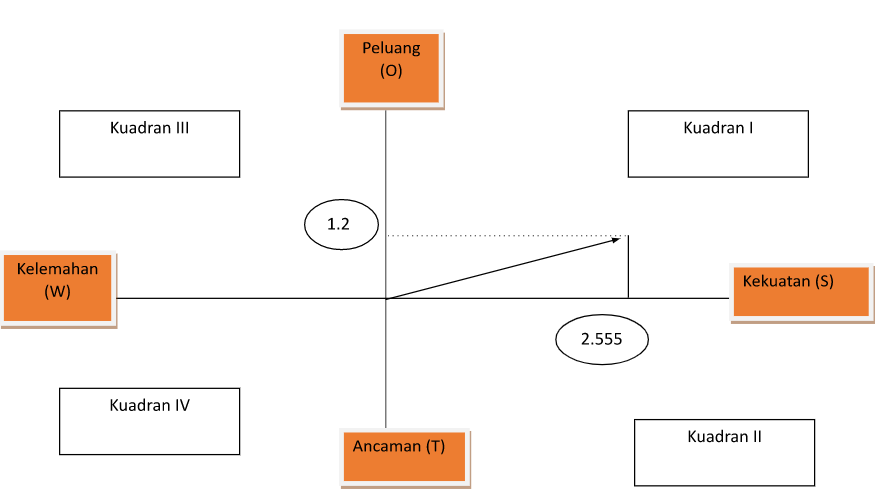 Peluang
(O)
Kuadran III
Kuadran I
1.2
Kelemahan
(W)
Kekuatan (S)
2.555
Kuadran IV
Ancaman (T)
Kuadran II